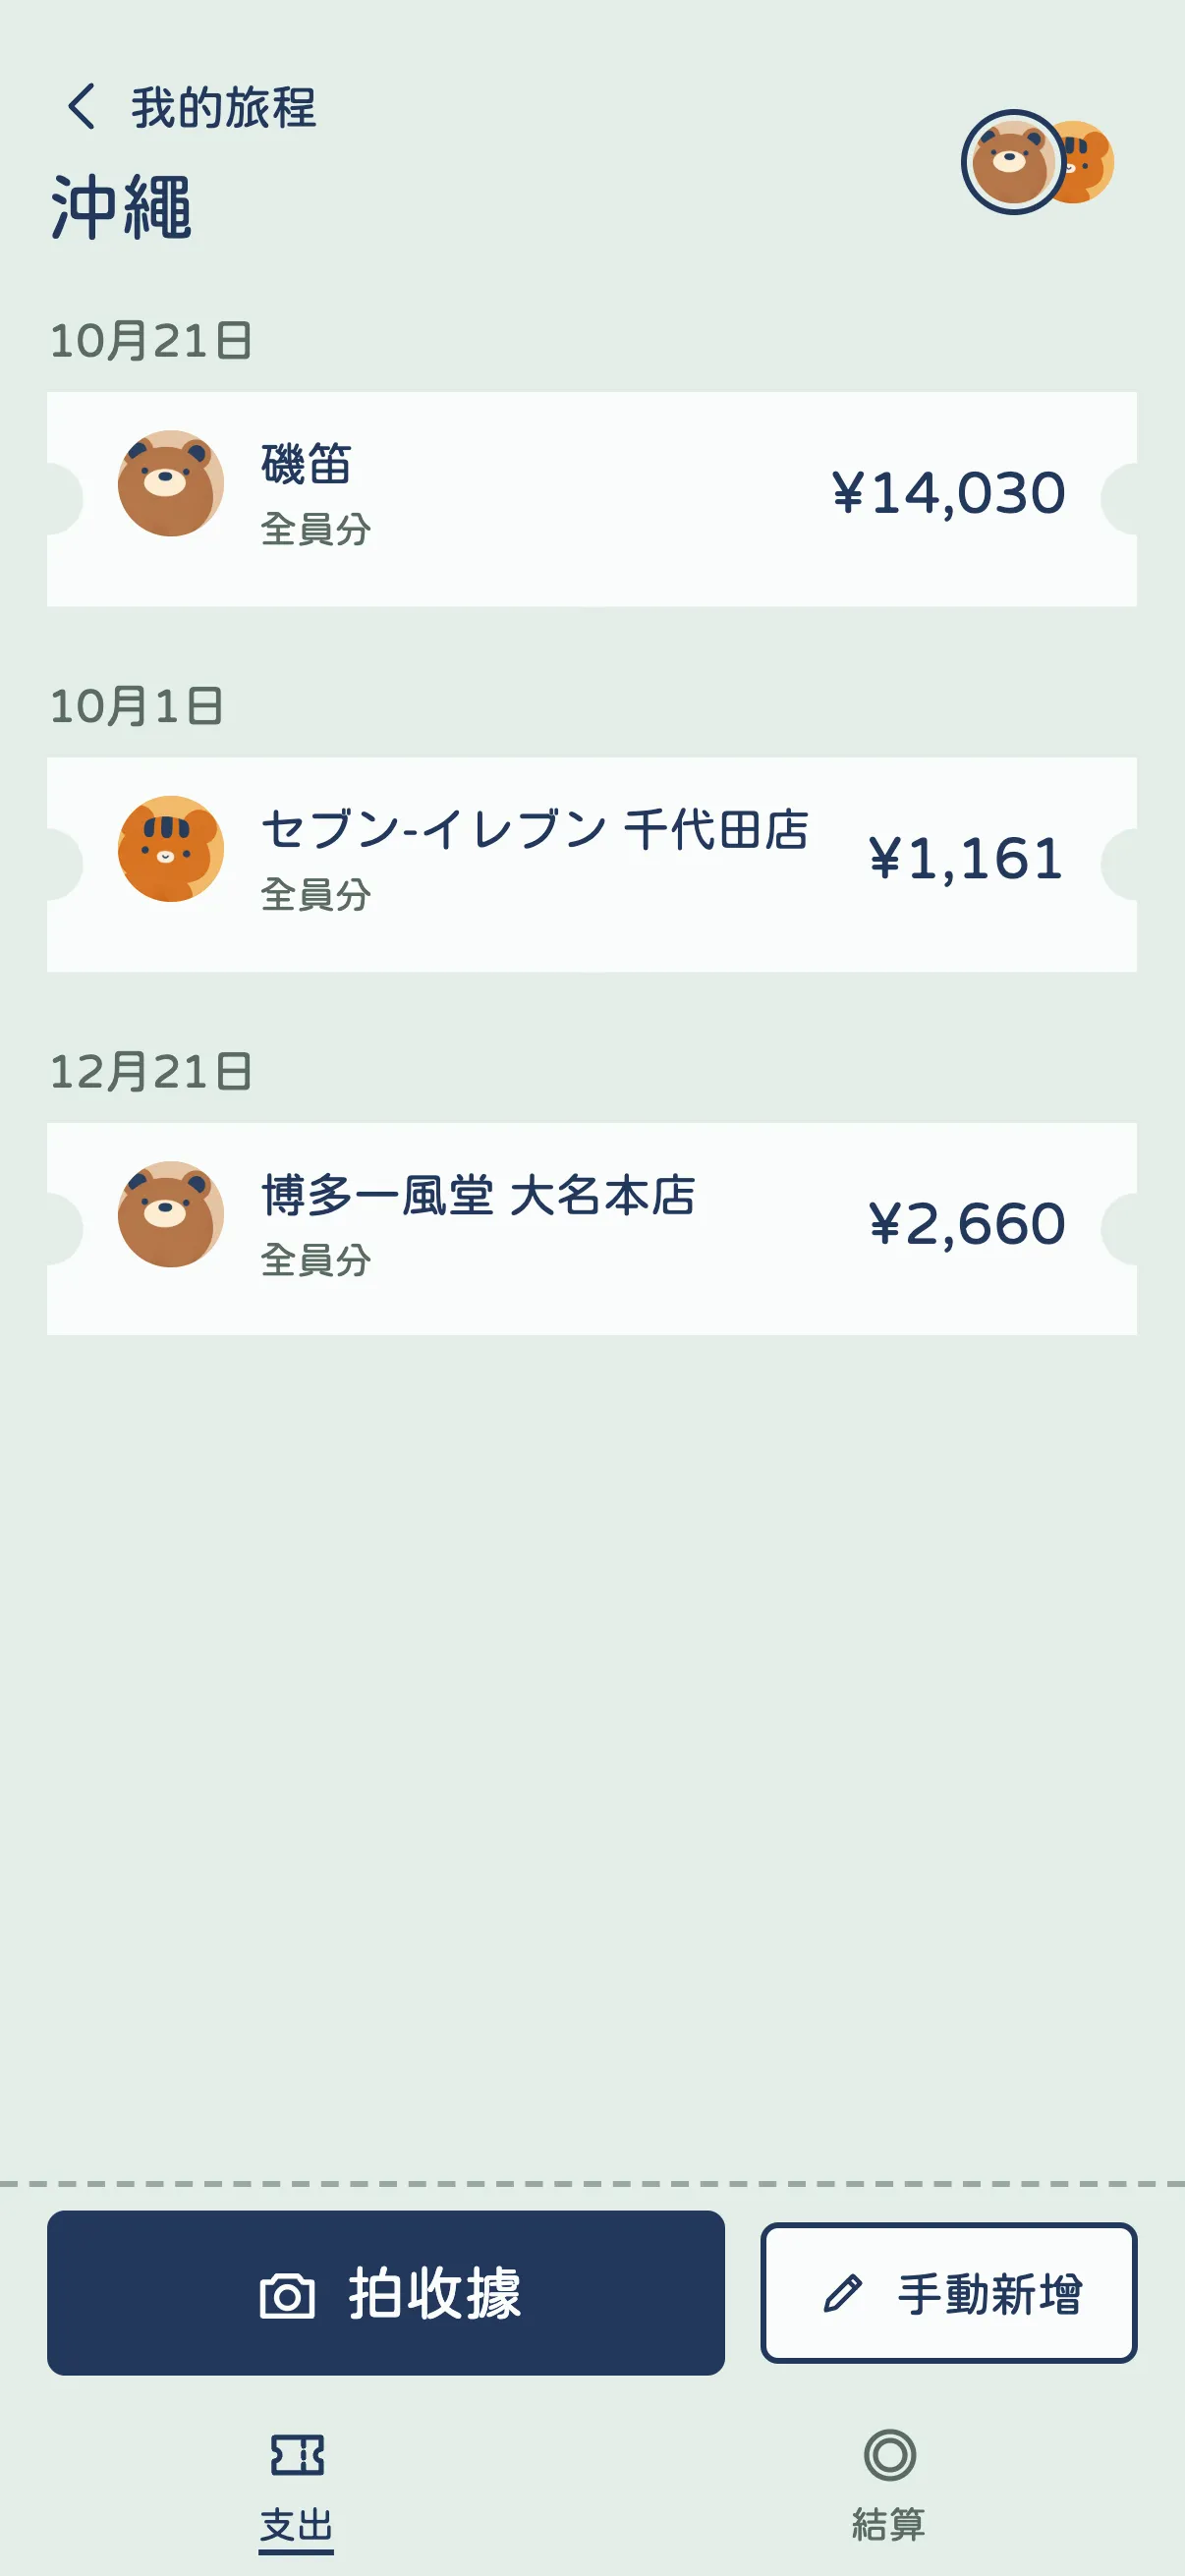 我的旅程
沖繩
10月21日
磯笛
¥14,030
全員分
10月1日
セブン-イレブン 千代田店
¥1,161
全員分
12月21日
博多一風堂 大名本店
¥2,660
全員分
拍收據
手動新增
支出
結算